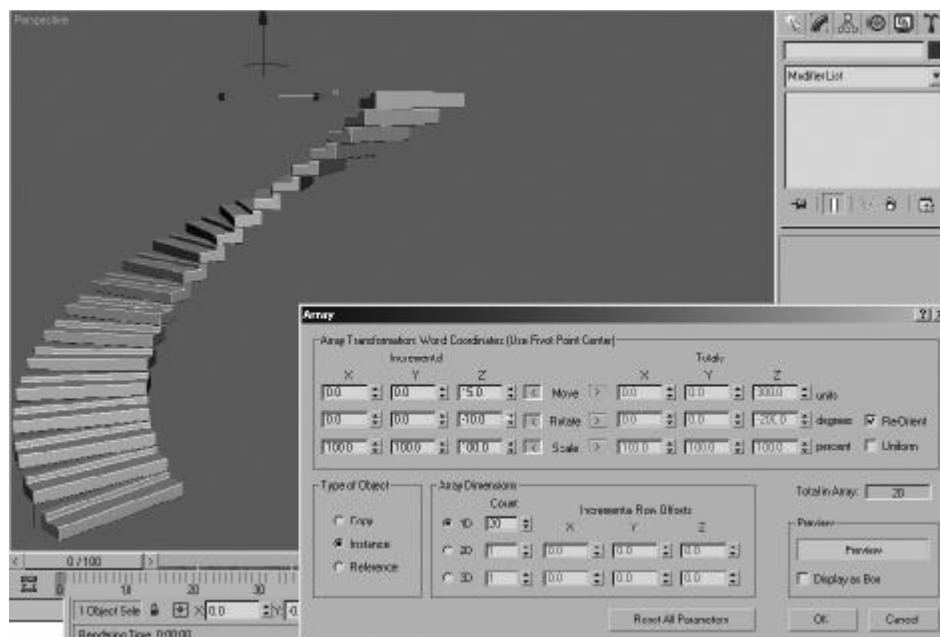 Perspective
Modifier List
Array
Array Transformation: World Coordinates (Use Pivot Point Center)
Incremental Totals
X Y Z X Y Z
0.0 0.0 15.0 < Move > 0.0 0.0 300.0 units
0.0 0.0 -10.0 < Rotate > 0.0 0.0 -200.0 degrees Re-Orient
100.0 100.0 100.0 < Scale > 100.0 100.0 100.0 percent Uniform
Type of Object Array Dimensions Total in Array: 20
Count Incremental Row Offsets
Copy 1D 20 X Y Z Preview
Instance 2D 1 0.0 0.0 0.0 Preview
Reference 3D 1 0.0 0.0 0.0 Display as Box
Reset All Parameters OK Cancel
< 0 / 100 >
0 10 20 30
1 Object Sele X: 0.0 Y:
Rendering Time 0:00:00